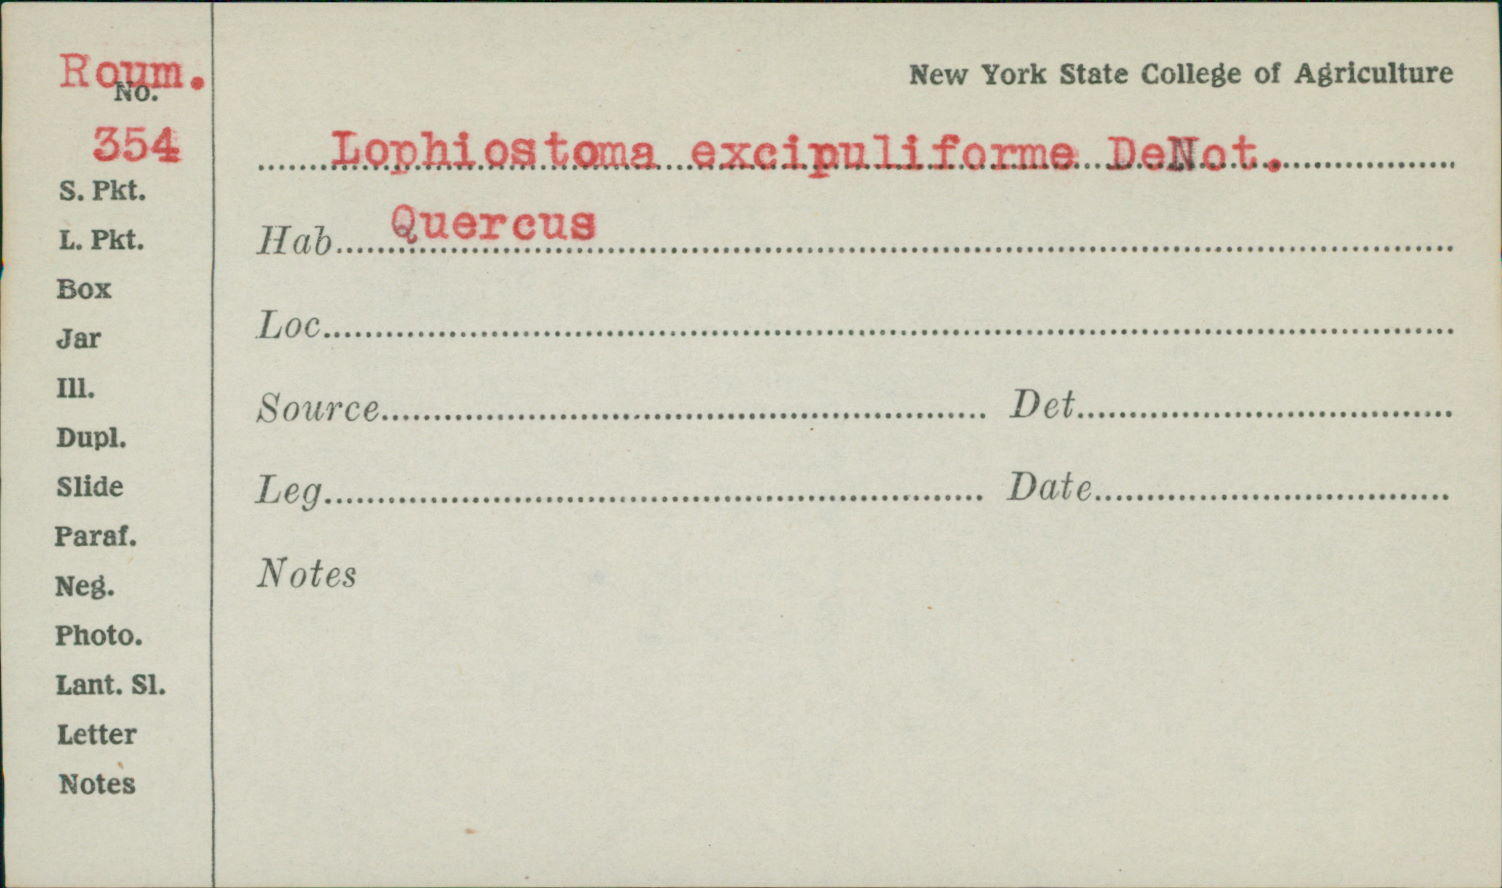 Roum.
No.
354
S. Pkt.
L. Pkt.
Box
Jar
Ill.
Dupl.
Slide
Paraf.
Neg.
Photo.
Lant. Sl.
Letter
Notes
New York State College of Agriculture
Lophiostoma excipuliforme DeNot.
Hab. Quercus
Loc.
Source Det.
Leg. Date
Notes